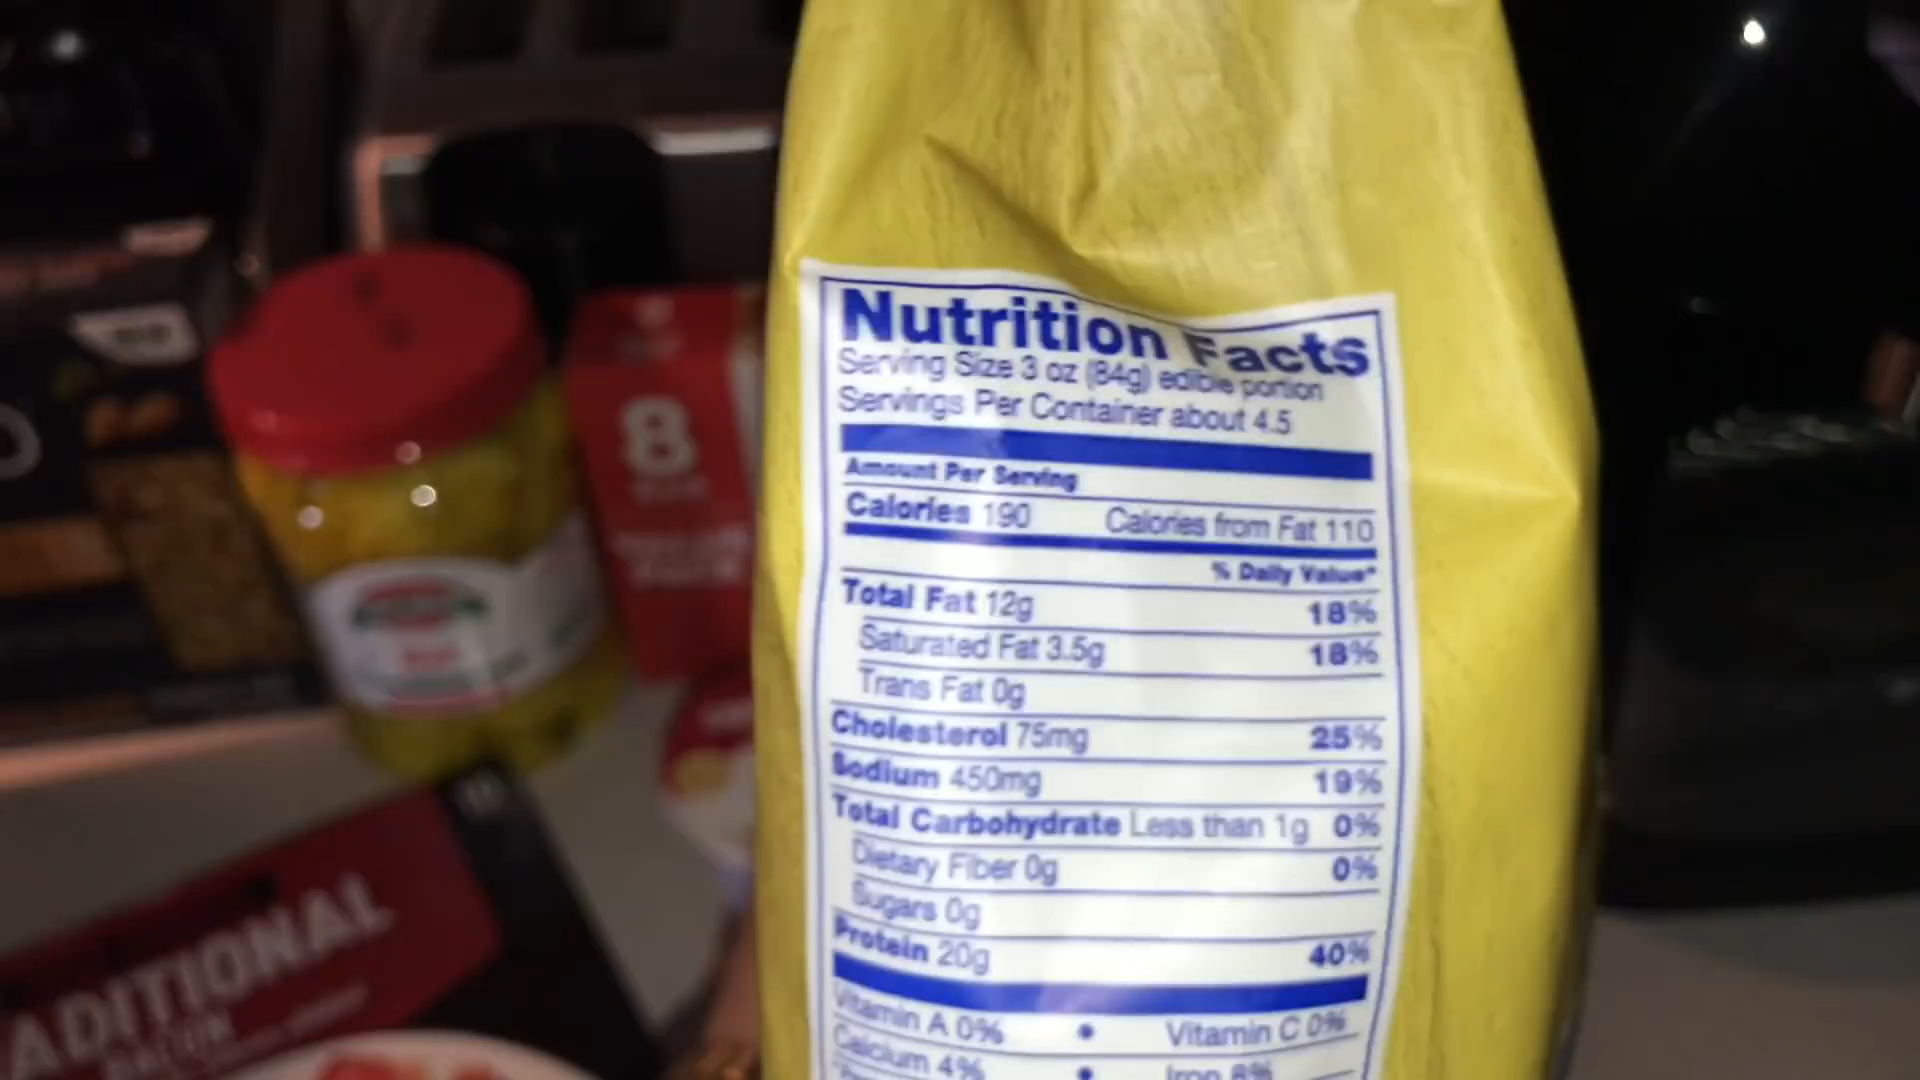 Nutrition Facts
Serving Size 3 oz (84g) edible portion
Servings Per Container about 4.5
Amount Per Serving
Calories 190 Calories from Fat 110
% Daily Value*
Total Fat 12g 18%
Saturated Fat 3.5g 18%
Trans Fat 0g
Cholesterol 75mg 25%
Sodium 450mg 19%
Total Carbohydrate Less than 1g 0%
Dietary Fiber 0g 0%
Sugars 0g
Protein 20g 40%
Vitamin A 0% • Vitamin C 0%
Calcium 4% • Iron 8%
8
ADITIONAL